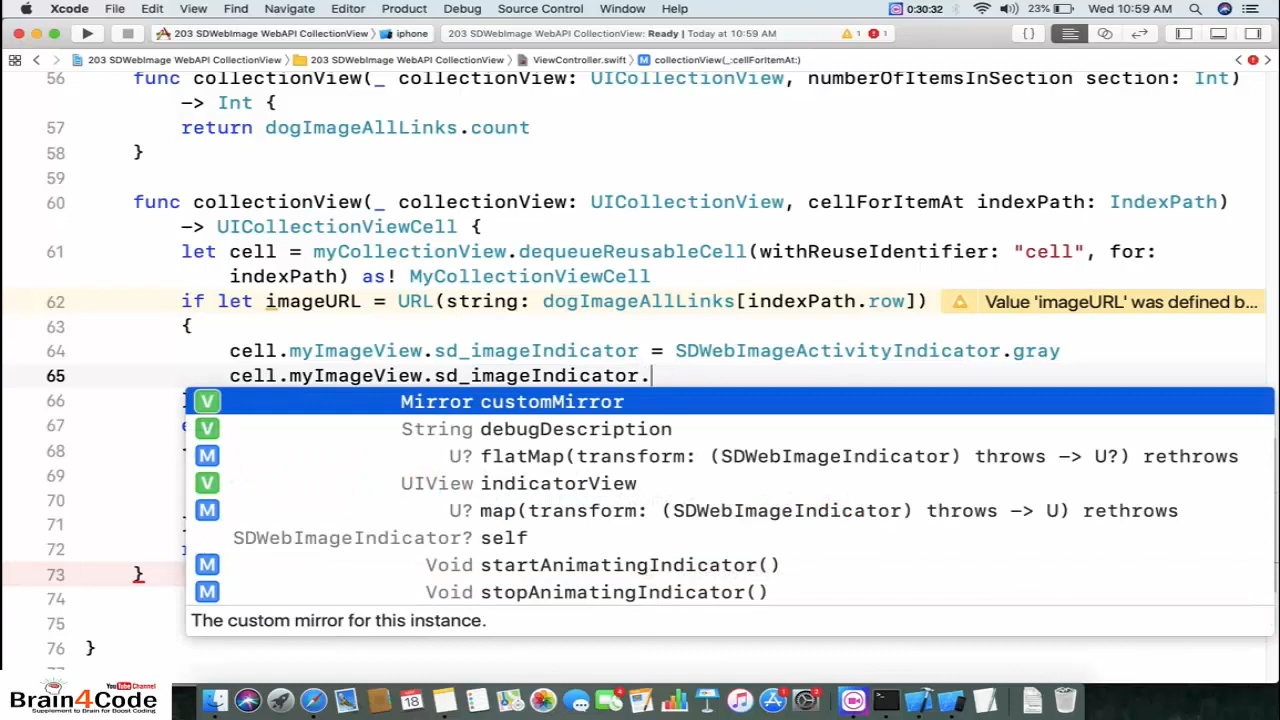 Xcode File Edit View Find Navigate Editor Product Debug Source Control Window Help 0:30:32 23% Wed 10:59 AM
203 SDWebImage WebAPI CollectionView iphone 203 SDWebImage WebAPI CollectionView: Ready | Today at 10:59 AM 1 1
203 SDWebImage WebAPI CollectionView 203 SDWebImage WebAPI CollectionView ViewController.swift collectionView(_:cellForItemAt:)
56 func collectionView(_ collectionView: UICollectionView, numberOfItemsInSection section: Int)
-> Int {
57 return dogImageAllLinks.count
58 }
59
60 func collectionView(_ collectionView: UICollectionView, cellForItemAt indexPath: IndexPath)
-> UICollectionViewCell {
61 let cell = myCollectionView.dequeueReusableCell(withReuseIdentifier: "cell", for:
indexPath) as! MyCollectionViewCell
62 if let imageURL = URL(string: dogImageAllLinks[indexPath.row]) Value 'imageURL' was defined b...
63 {
64 cell.myImageView.sd_imageIndicator = SDWebImageActivityIndicator.gray
65 cell.myImageView.sd_imageIndicator.
66 V Mirror customMirror
67 V String debugDescription
68 M U? flatMap(transform: (SDWebImageIndicator) throws -> U?) rethrows
69 V UIView indicatorView
70 M U? map(transform: (SDWebImageIndicator) throws -> U) rethrows
71 SDWebImageIndicator? self
72 M Void startAnimatingIndicator()
73 } M Void stopAnimatingIndicator()
74
75 The custom mirror for this instance.
76 }
Brain4Code YouTube Channel
Supplement to Brain for Boost Coding
18
4
3